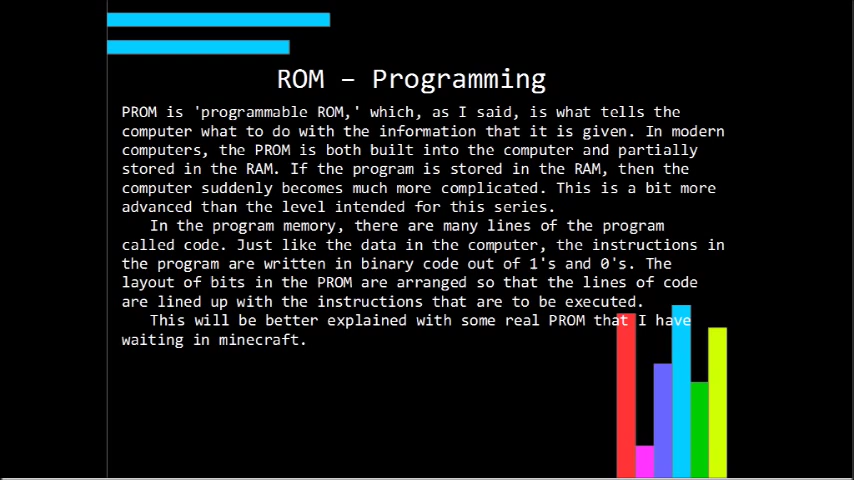 ROM – Programming
PROM is 'programmable ROM,' which, as I said, is what tells the
computer what to do with the information that it is given. In modern
computers, the PROM is both built into the computer and partially
stored in the RAM. If the program is stored in the RAM, then the
computer suddenly becomes much more complicated. This is a bit more
advanced than the level intended for this series.
In the program memory, there are many lines of the program
called code. Just like the data in the computer, the instructions in
the program are written in binary code out of 1's and 0's. The
layout of bits in the PROM are arranged so that the lines of code
are lined up with the instructions that are to be executed.
This will be better explained with some real PROM that I have
waiting in minecraft.